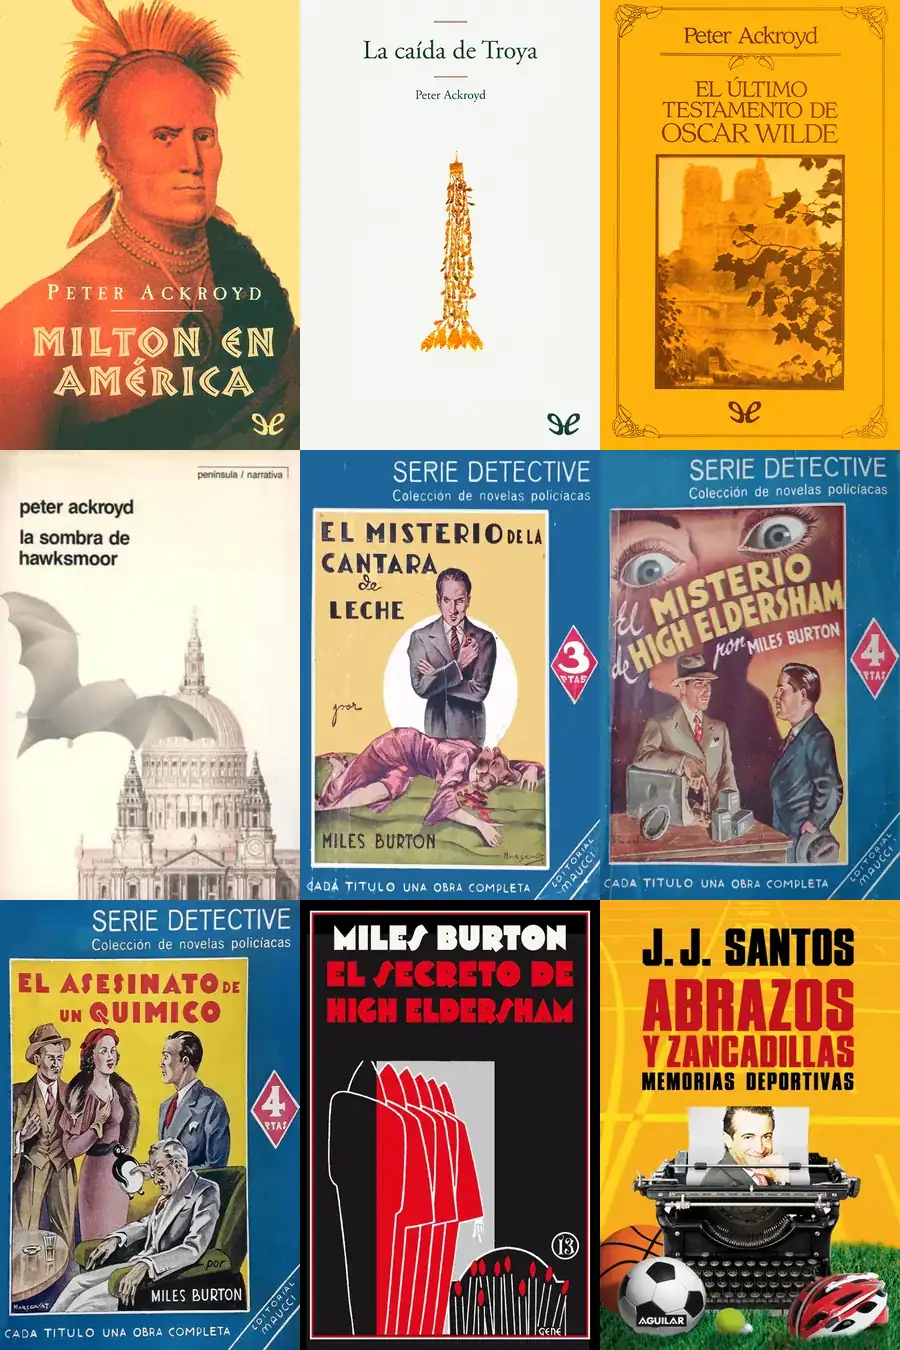 PETER ACKROYD
MILTON EN
AMÉRICA
La caída de Troya
Peter Ackroyd
Peter Ackroyd
EL ÚLTIMO
TESTAMENTO DE
OSCAR WILDE
península / narrativa
peter ackroyd
la sombra de
hawksmoor
SERIE DETECTIVE
Colección de novelas policíacas
EL MISTERIO DE LA
CANTARA
de
LECHE
por
MILES BURTON
3
PTAS
CADA TITULO UNA OBRA COMPLETA
EDITORIAL
MAUCCI
SERIE DETECTIVE
Colección de novelas policíacas
El MISTERIO
de HIGH ELDERSHAM
por MILES BURTON
4
PTAS
CADA TITULO UNA OBRA COMPLETA
EDITORIAL
MAUCCI
SERIE DETECTIVE
Colección de novelas policíacas
EL ASESINATO DE
UN QUIMICO
4
PTAS
por
MILES BURTON
CADA TITULO UNA OBRA COMPLETA
EDITORIAL
MAUCCI
MILES BURTON
EL SECRETO DE
HIGH ELDERSHAM
13
GENE
J.J. SANTOS
ABRAZOS
Y ZANCADILLAS
MEMORIAS DEPORTIVAS
AGUILAR